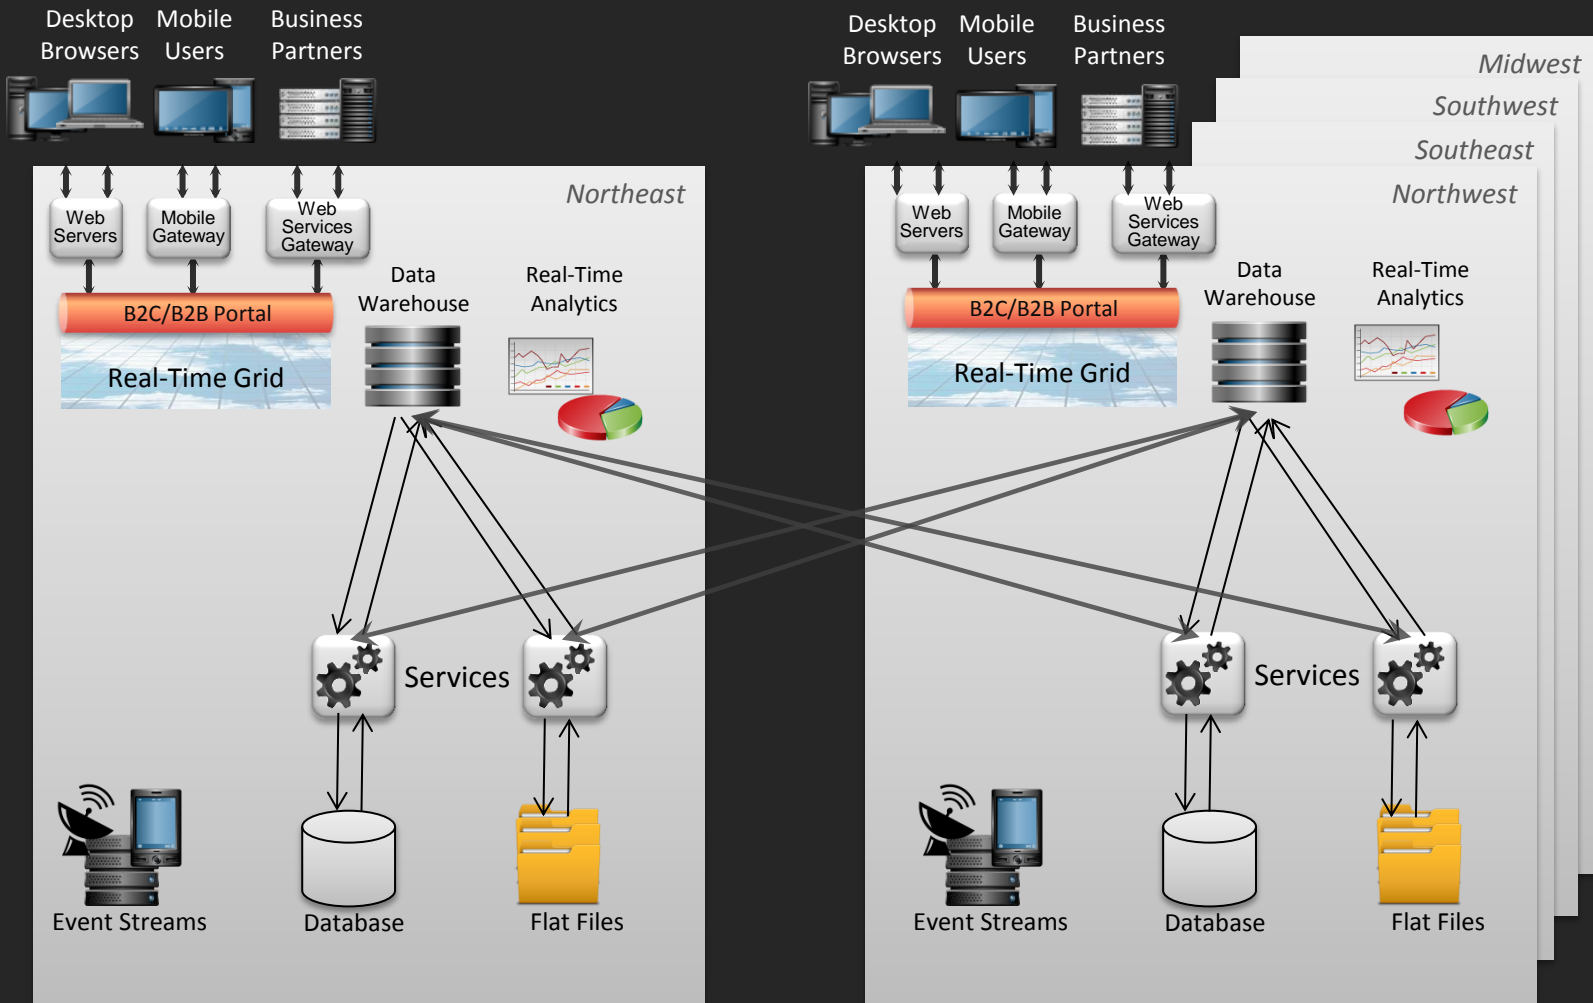 Desktop
Browsers
Mobile
Users
Business
Partners
Northeast
Web
Servers
Mobile
Gateway
Web
Services
Gateway
B2C/B2B Portal
Real-Time Grid
Data
Warehouse
Real-Time
Analytics
Services
Event Streams
Database
Flat Files
Desktop
Browsers
Mobile
Users
Business
Partners
Midwest
Southwest
Southeast
Northwest
Web
Servers
Mobile
Gateway
Web
Services
Gateway
B2C/B2B Portal
Real-Time Grid
Data
Warehouse
Real-Time
Analytics
Services
Event Streams
Database
Flat Files